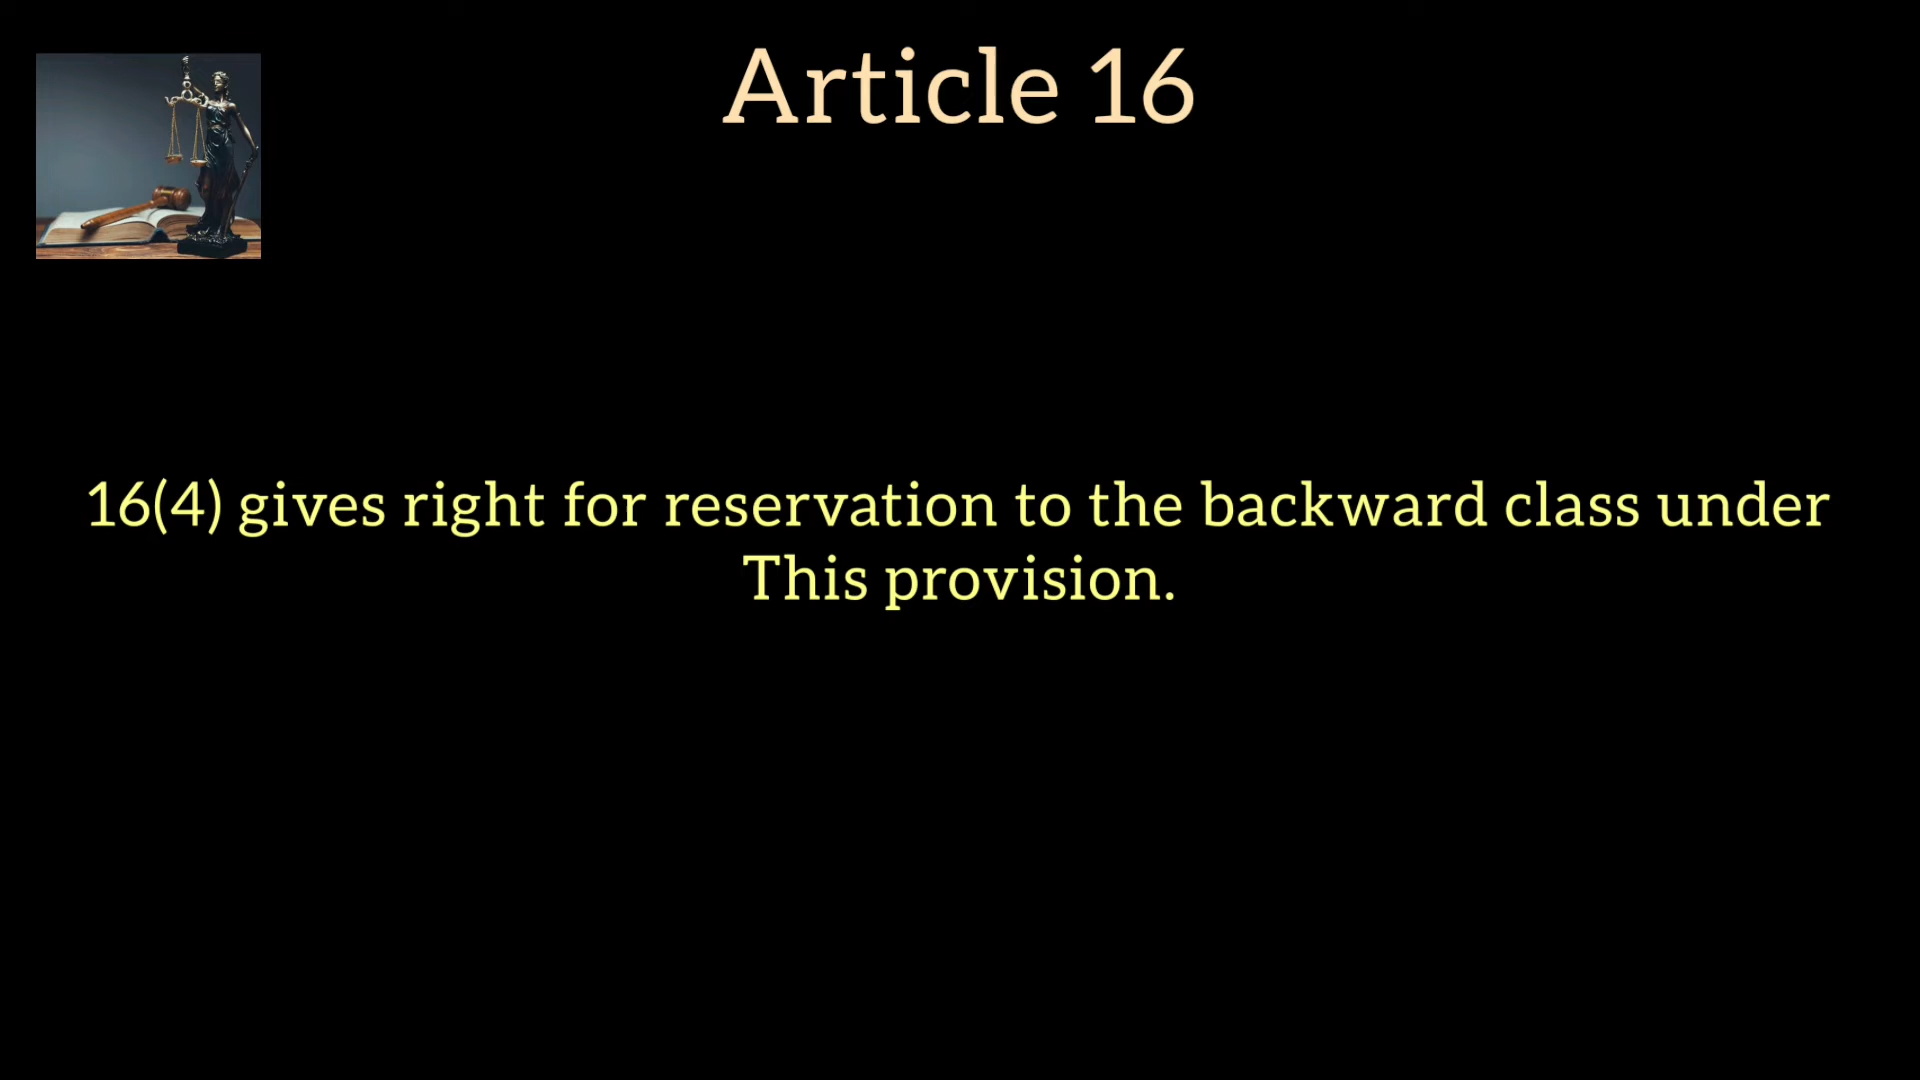 Article 16
16(4) gives right for reservation to the backward class under
This provision.